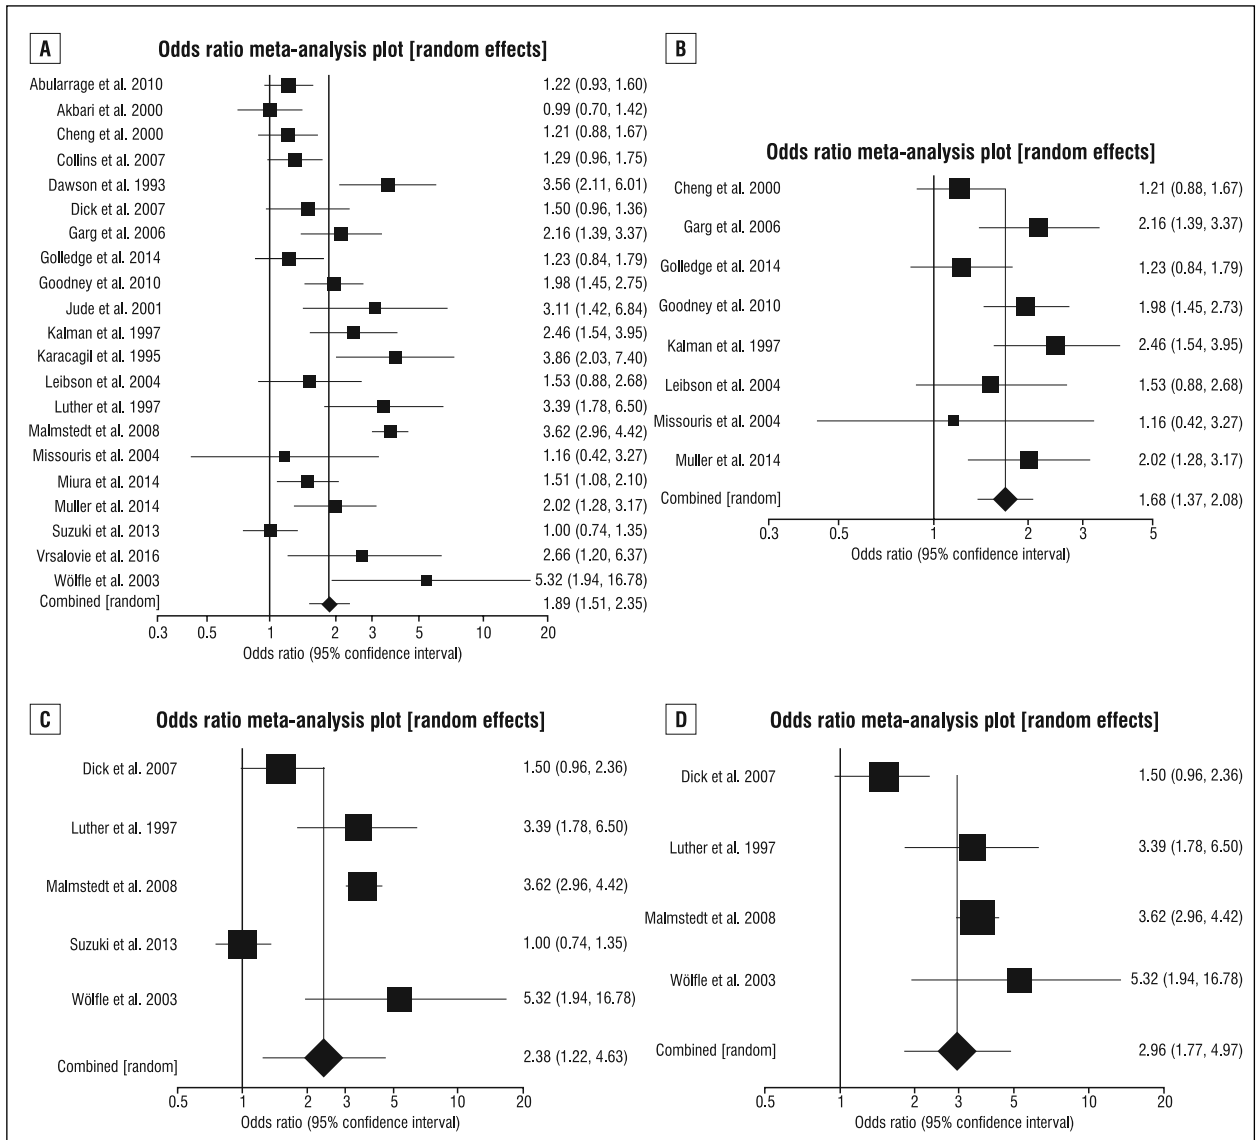 A
Odds ratio meta-analysis plot [random effects]
Abularrage et al. 2010 1.22 (0.93, 1.60)
Akbari et al. 2000 0.99 (0.70, 1.42)
Cheng et al. 2000 1.21 (0.88, 1.67)
Collins et al. 2007 1.29 (0.96, 1.75)
Dawson et al. 1993 3.56 (2.11, 6.01)
Dick et al. 2007 1.50 (0.96, 1.36)
Garg et al. 2006 2.16 (1.39, 3.37)
Golledge et al. 2014 1.23 (0.84, 1.79)
Goodney et al. 2010 1.98 (1.45, 2.75)
Jude et al. 2001 3.11 (1.42, 6.84)
Kalman et al. 1997 2.46 (1.54, 3.95)
Karacagil et al. 1995 3.86 (2.03, 7.40)
Leibson et al. 2004 1.53 (0.88, 2.68)
Luther et al. 1997 3.39 (1.78, 6.50)
Malmstedt et al. 2008 3.62 (2.96, 4.42)
Missouris et al. 2004 1.16 (0.42, 3.27)
Miura et al. 2014 1.51 (1.08, 2.10)
Muller et al. 2014 2.02 (1.28, 3.17)
Suzuki et al. 2013 1.00 (0.74, 1.35)
Vrsalovie et al. 2016 2.66 (1.20, 6.37)
Wölfle et al. 2003 5.32 (1.94, 16.78)
Combined [random] 1.89 (1.51, 2.35)
0.3 0.5 1 2 3 5 10 20
Odds ratio (95% confidence interval)
B
Odds ratio meta-analysis plot [random effects]
Cheng et al. 2000 1.21 (0.88, 1.67)
Garg et al. 2006 2.16 (1.39, 3.37)
Golledge et al. 2014 1.23 (0.84, 1.79)
Goodney et al. 2010 1.98 (1.45, 2.73)
Kalman et al. 1997 2.46 (1.54, 3.95)
Leibson et al. 2004 1.53 (0.88, 2.68)
Missouris et al. 2004 1.16 (0.42, 3.27)
Muller et al. 2014 2.02 (1.28, 3.17)
Combined [random] 1.68 (1.37, 2.08)
0.3 0.5 1 2 3 5
Odds ratio (95% confidence interval)
C
Odds ratio meta-analysis plot [random effects]
Dick et al. 2007 1.50 (0.96, 2.36)
Luther et al. 1997 3.39 (1.78, 6.50)
Malmstedt et al. 2008 3.62 (2.96, 4.42)
Suzuki et al. 2013 1.00 (0.74, 1.35)
Wölfle et al. 2003 5.32 (1.94, 16.78)
Combined [random] 2.38 (1.22, 4.63)
0.5 1 2 3 5 10 20
Odds ratio (95% confidence interval)
D
Odds ratio meta-analysis plot [random effects]
Dick et al. 2007 1.50 (0.96, 2.36)
Luther et al. 1997 3.39 (1.78, 6.50)
Malmstedt et al. 2008 3.62 (2.96, 4.42)
Wölfle et al. 2003 5.32 (1.94, 16.78)
Combined [random] 2.96 (1.77, 4.97)
0.5 1 2 3 5 10 20
Odds ratio (95% confidence interval)